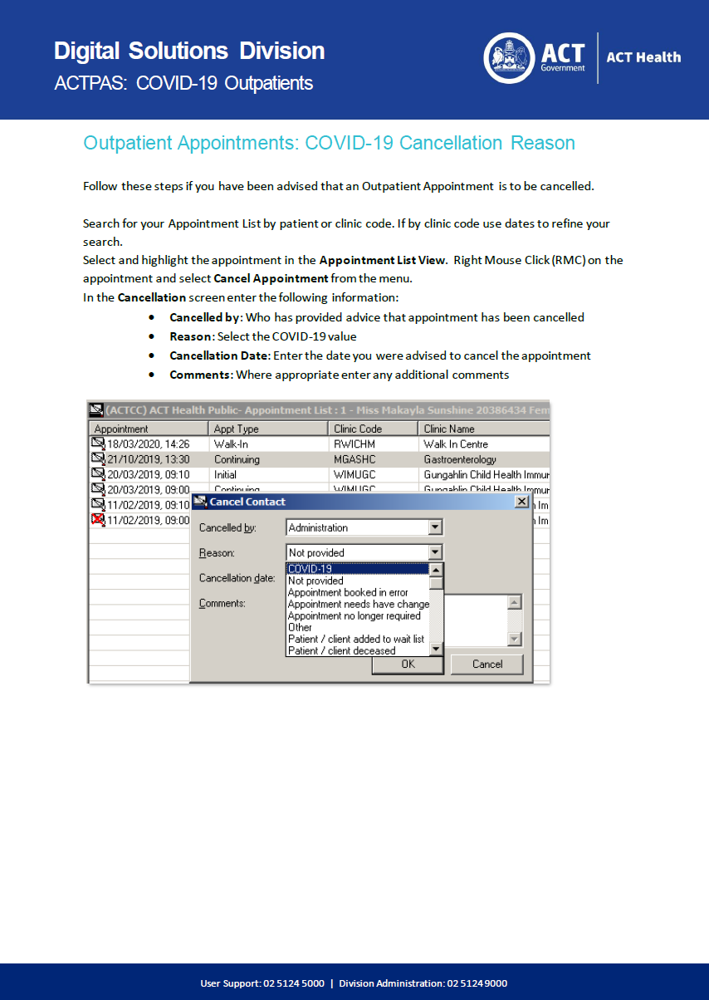 Digital Solutions Division
ACTPAS: COVID-19 Outpatients
ACT
Government
ACT Health
Outpatient Appointments: COVID-19 Cancellation Reason
Follow these steps if you have been advised that an Outpatient Appointment is to be cancelled.
Search for your Appointment List by patient or clinic code. If by clinic code use dates to refine your
search.
Select and highlight the appointment in the Appointment List View. Right Mouse Click (RMC) on the
appointment and select Cancel Appointment from the menu.
In the Cancellation screen enter the following information:
• Cancelled by: Who has provided advice that appointment has been cancelled
• Reason: Select the COVID-19 value
• Cancellation Date: Enter the date you were advised to cancel the appointment
• Comments: Where appropriate enter any additional comments
(ACTCC) ACT Health Public- Appointment List : 1 - Miss Makayla Sunshine 20386434 Fem
Appointment Appt Type Clinic Code Clinic Name
18/03/2020, 14:26 Walk-In RWICHM Walk In Centre
21/10/2019, 13:30 Continuing MGASHC Gastroenterology
20/03/2019, 09:10 Initial WIMUGC Gungahlin Child Health Immur
20/03/2019, 09:00 Continuing WIMUGC Gungahlin Child Health Immur
11/02/2019, 09:10 Im
11/02/2019, 09:00 Im
Cancel Contact
Cancelled by: Administration
Reason: Not provided
COVID-19
Cancellation date:
Not provided
Appointment booked in error
Comments:
Appointment needs have change
Appointment no longer required
Other
Patient / client added to wait list
Patient / client deceased
OK Cancel
User Support: 02 5124 5000 | Division Administration: 02 5124 9000